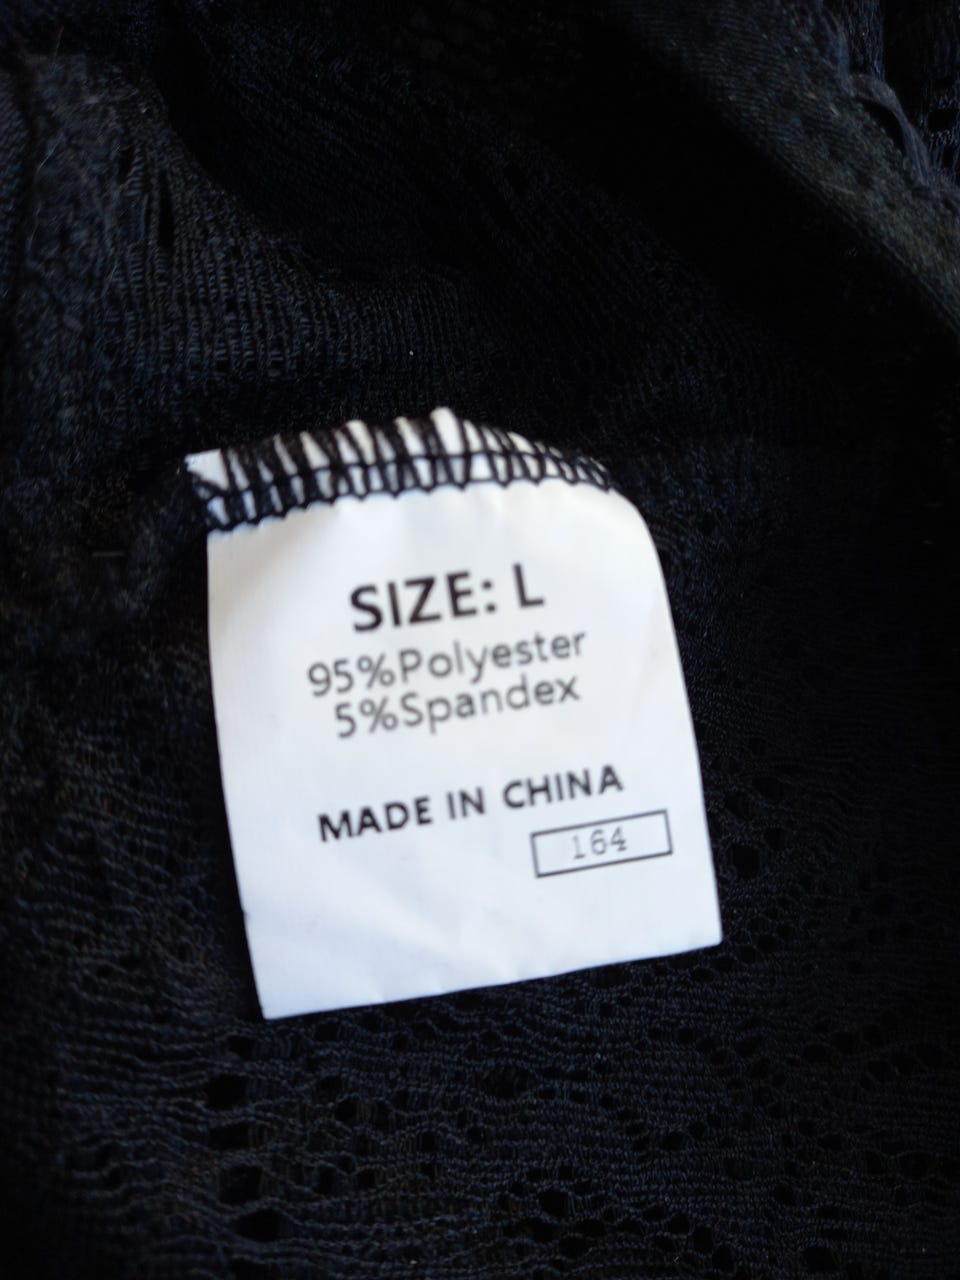 SIZE: L
95%Polyester
5%Spandex
MADE IN CHINA
164